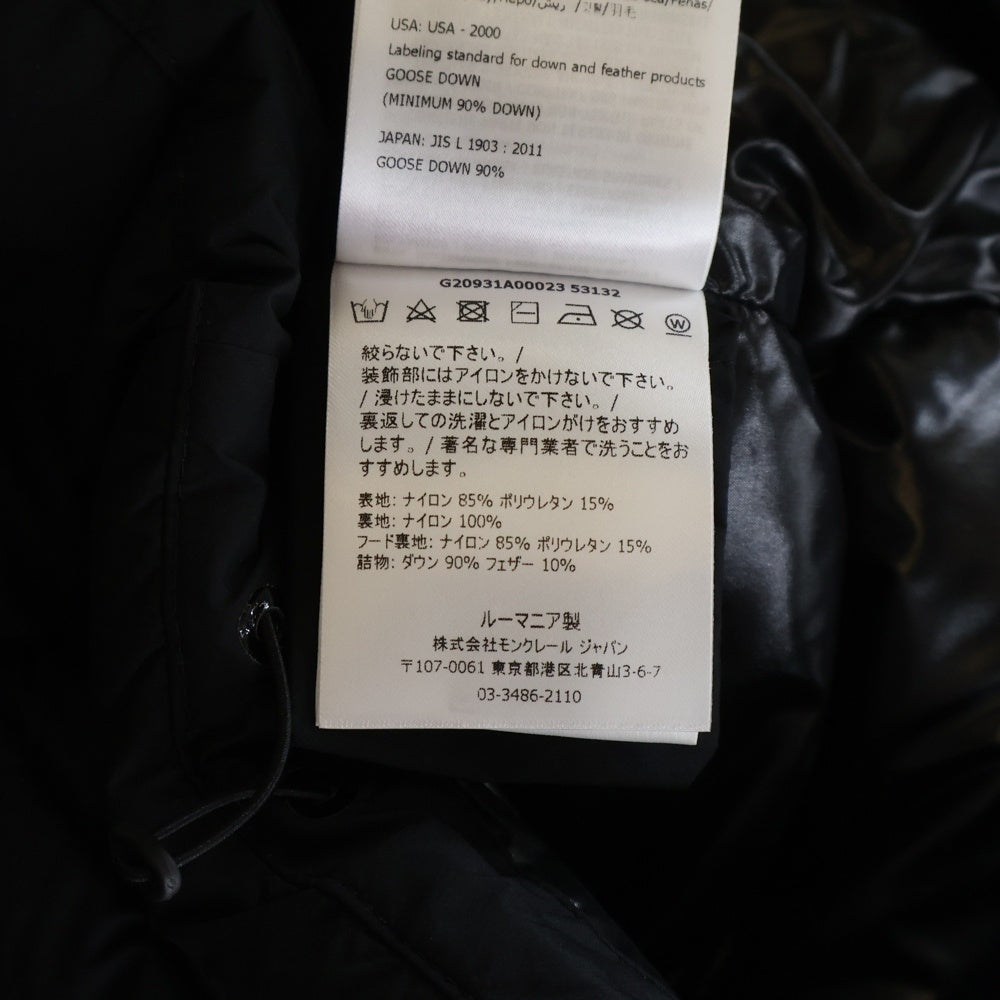 /羽毛
USA: USA - 2000
Labeling standard for down and feather products
GOOSE DOWN
(MINIMUM 90% DOWN)
JAPAN: JIS L 1903 : 2011
GOOSE DOWN 90%
G20931A00023 53132
W
絞らないで下さい。/
装飾部にはアイロンをかけないで下さい。
/ 浸けたままにしないで下さい。/
裏返しての洗濯とアイロンがけをおすすめ
します。/ 著名な専門業者で洗うことをお
すすめします。
表地: ナイロン 85% ポリウレタン 15%
裏地: ナイロン 100%
フード裏地: ナイロン 85% ポリウレタン 15%
詰物: ダウン 90% フェザー 10%
ルーマニア製
株式会社モンクレール ジャパン
〒107-0061 東京都港区北青山3-6-7
03-3486-2110